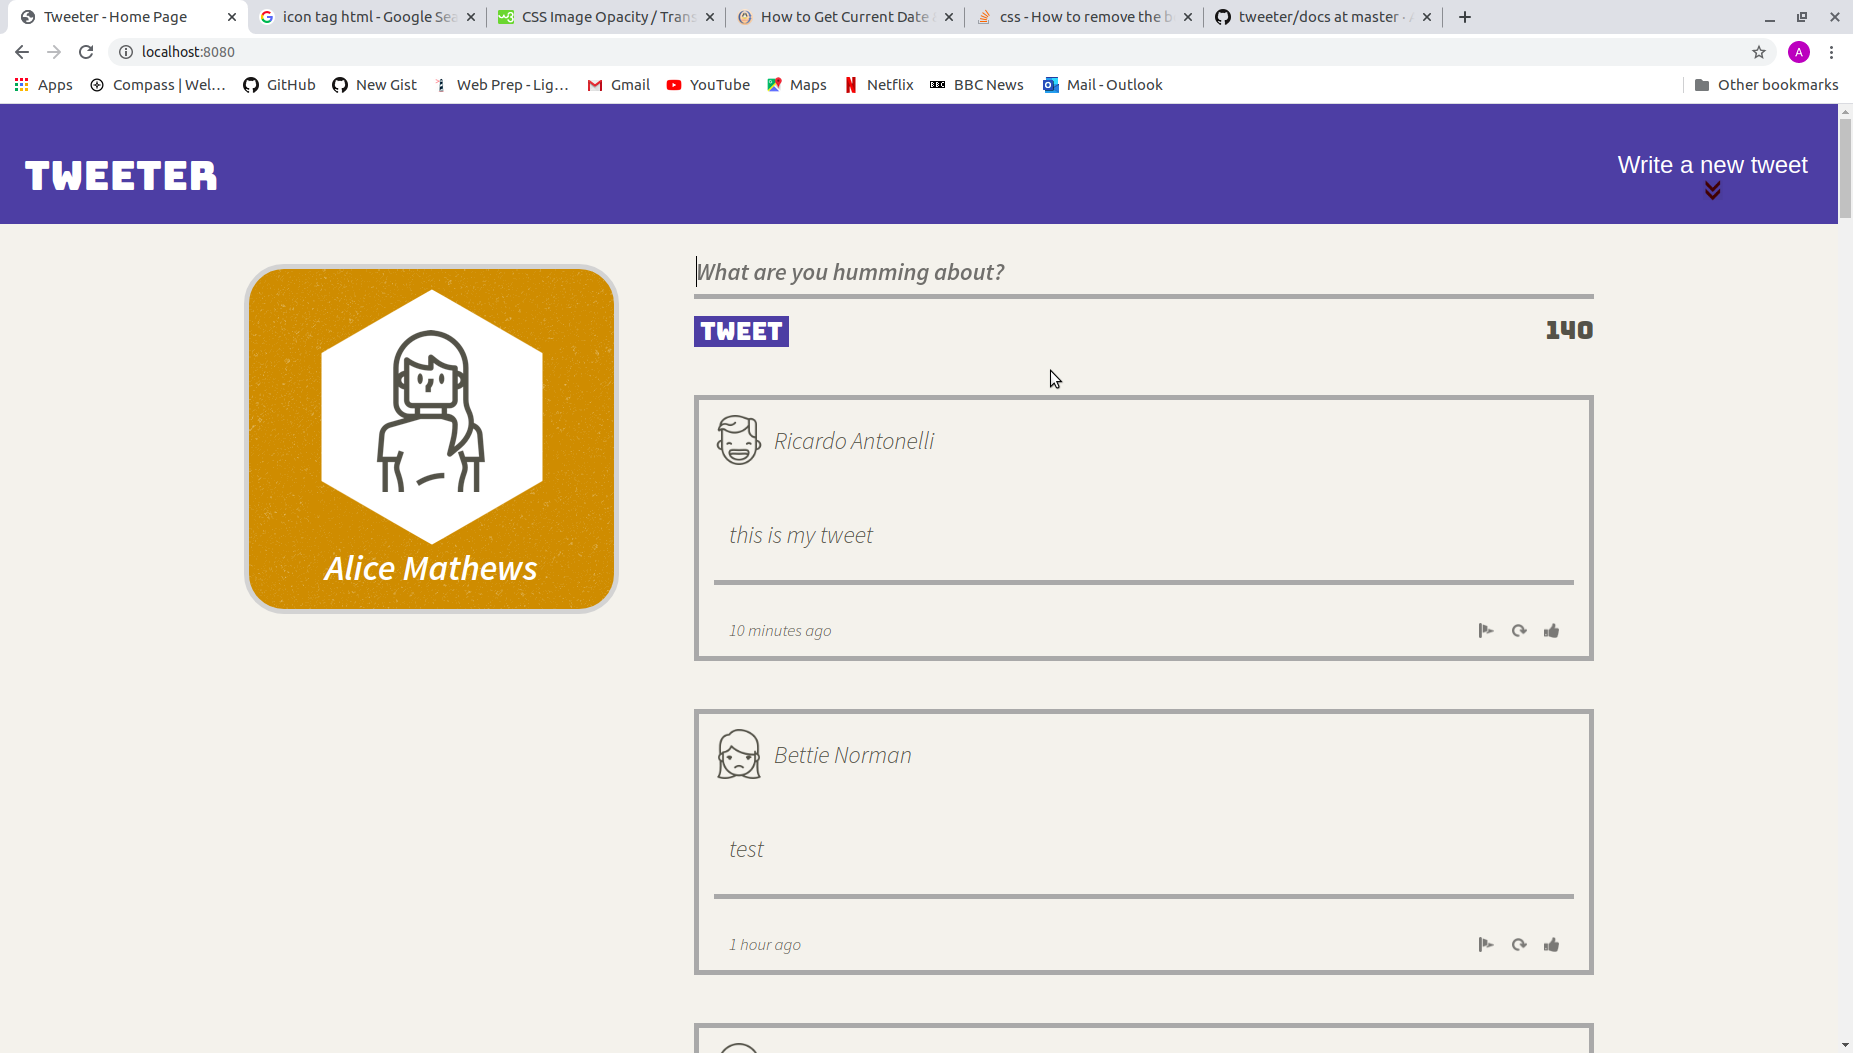 Tweeter - Home Page
icon tag html - Google Sea
CSS Image Opacity / Trans
How to Get Current Date
css - How to remove the b
tweeter/docs at master ·
localhost:8080
A
Apps
Compass | Wel...
GitHub
New Gist
Web Prep - Lig...
Gmail
YouTube
Maps
Netflix
BBC News
Mail - Outlook
Other bookmarks
TWEETER
Write a new tweet
What are you humming about?
TWEET
140
Alice Mathews
Ricardo Antonelli
this is my tweet
10 minutes ago
Bettie Norman
test
1 hour ago